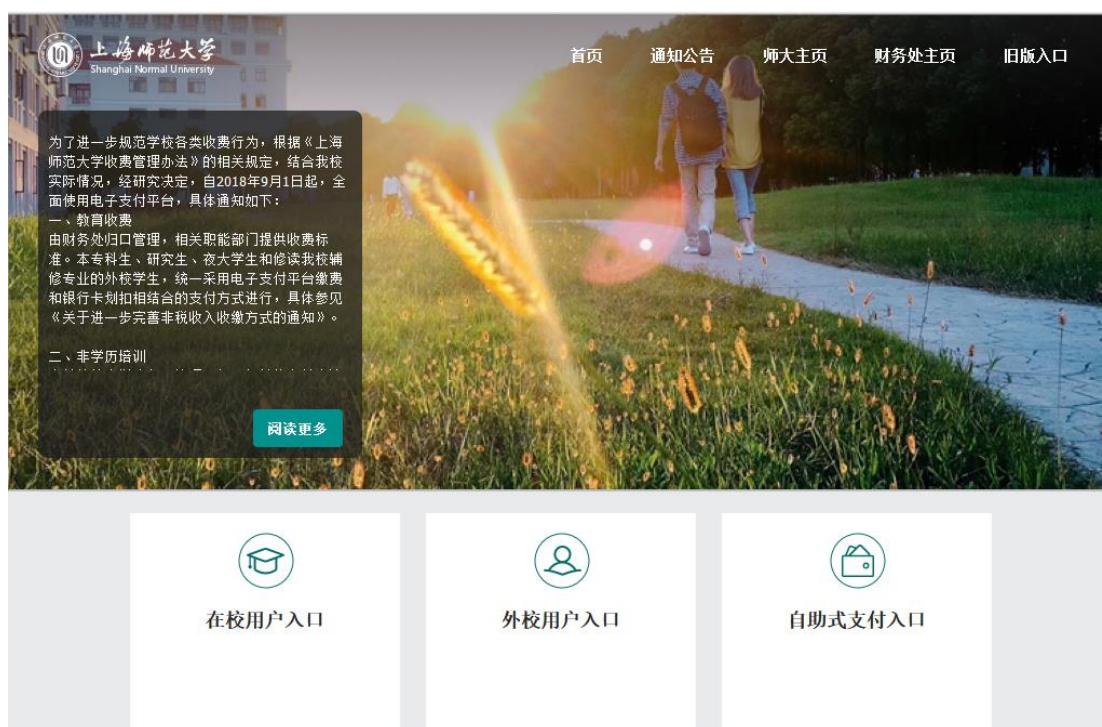 上海师范大学
Shanghai Normal University
首页 通知公告 师大主页 财务处主页 旧版入口
为了进一步规范学校各类收费行为，根据《上海
师范大学收费管理办法》的相关规定，结合我校
实际情况，经研究决定，自2018年9月1日起，全
面使用电子支付平台，具体通知如下：
一、教育收费
由财务处归口管理，相关职能部门提供收费标
准。本专科生、研究生、夜大学生和修读我校辅
修专业的外校学生，统一采用电子支付平台缴费
和银行卡划扣相结合的支付方式进行，具体参见
《关于进一步完善非税收入收缴方式的通知》。
二、非学历培训
阅读更多
在校用户入口 外校用户入口 自助式支付入口